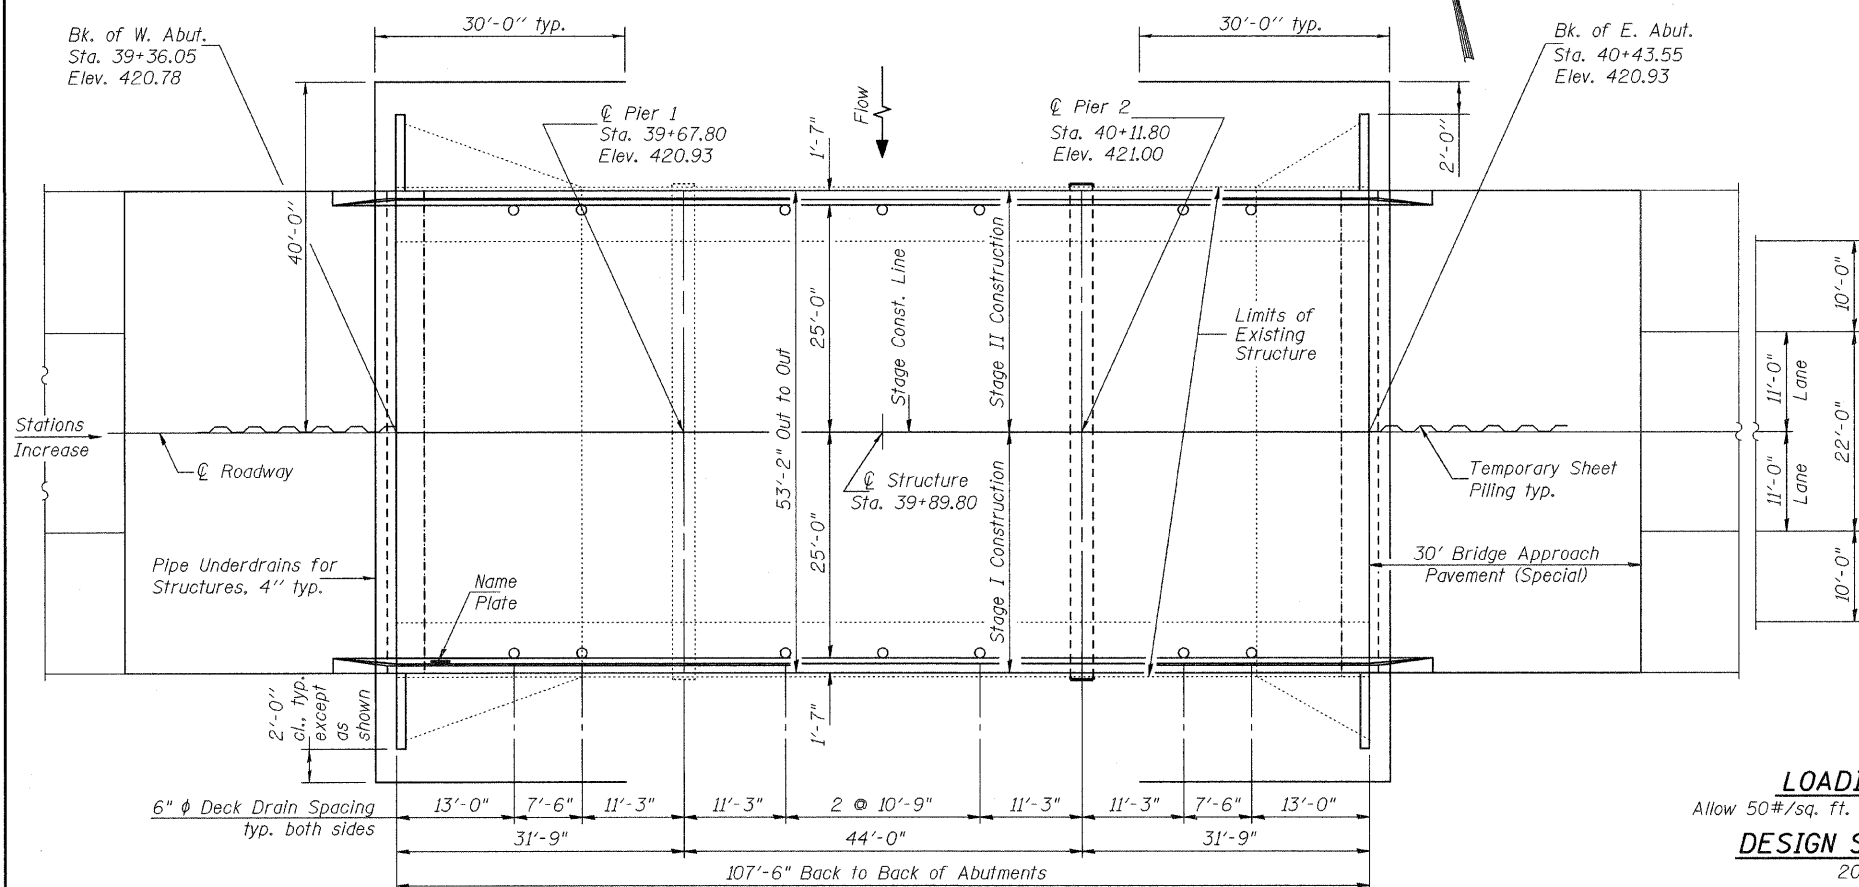 30'-0" typ.
30'-0" typ.
Bk. of W. Abut.
Sta. 39+36.05
Elev. 420.78
Bk. of E. Abut.
Sta. 40+43.55
Elev. 420.93
℄ Pier 1
Sta. 39+67.80
Elev. 420.93
Flow
℄ Pier 2
Sta. 40+11.80
Elev. 421.00
1'-7"
2'-0"
40'-0"
25'-0"
Stage Const. Line
Stage II Construction
Limits of
Existing
Structure
10'-0"
11'-0"
Lane
22'-0"
11'-0"
Lane
10'-0"
Stations
Increase
℄ Roadway
53'-2" Out to Out
℄ Structure
Sta. 39+89.80
Temporary Sheet
Piling typ.
25'-0"
Stage I Construction
Pipe Underdrains for
Structures, 4" typ.
Name
Plate
30' Bridge Approach
Pavement (Special)
2'-0"
cl., typ.
except
as
shown
1'-7"
6" ϕ Deck Drain Spacing
typ. both sides
13'-0" 7'-6" 11'-3" 11'-3" 2 @ 10'-9" 11'-3" 11'-3" 7'-6" 13'-0"
31'-9" 44'-0" 31'-9"
107'-6" Back to Back of Abutments
LOADI
Allow 50#/sq. ft.
DESIGN S
20